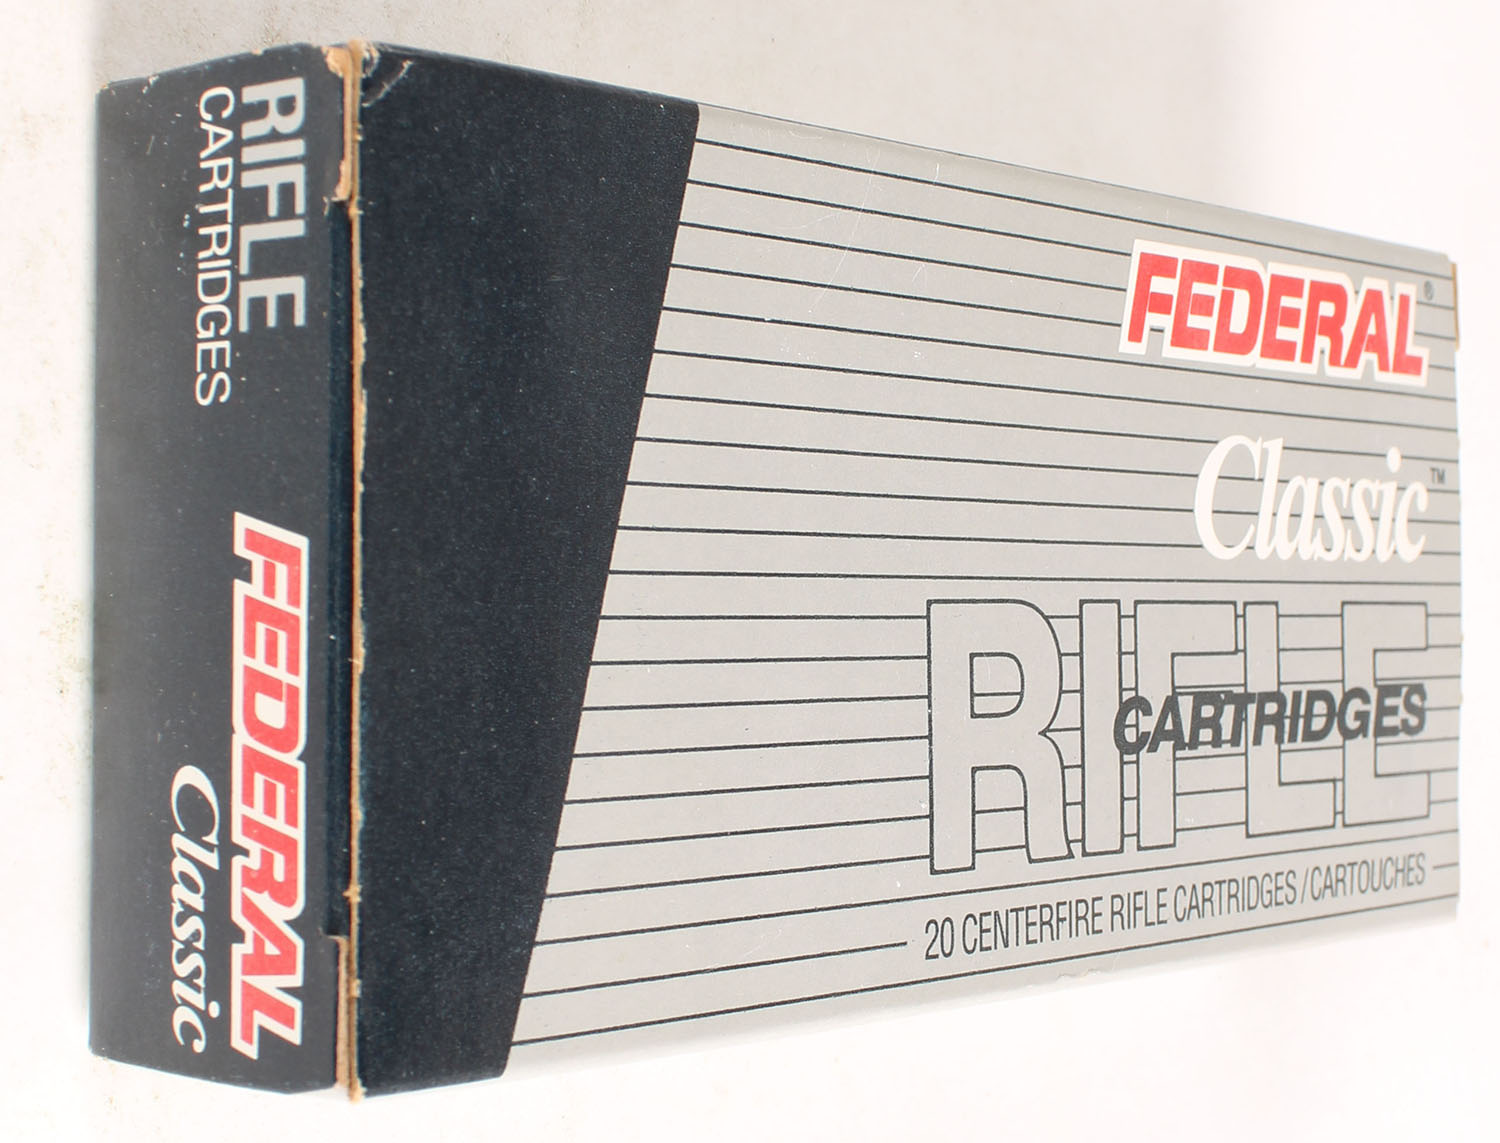 RIFLE
CARTRIDGES
FEDERAL
Classic
FEDERAL®
Classic™
RIFLE
CARTRIDGES
20 CENTERFIRE RIFLE CARTRIDGES/CARTOUCHES